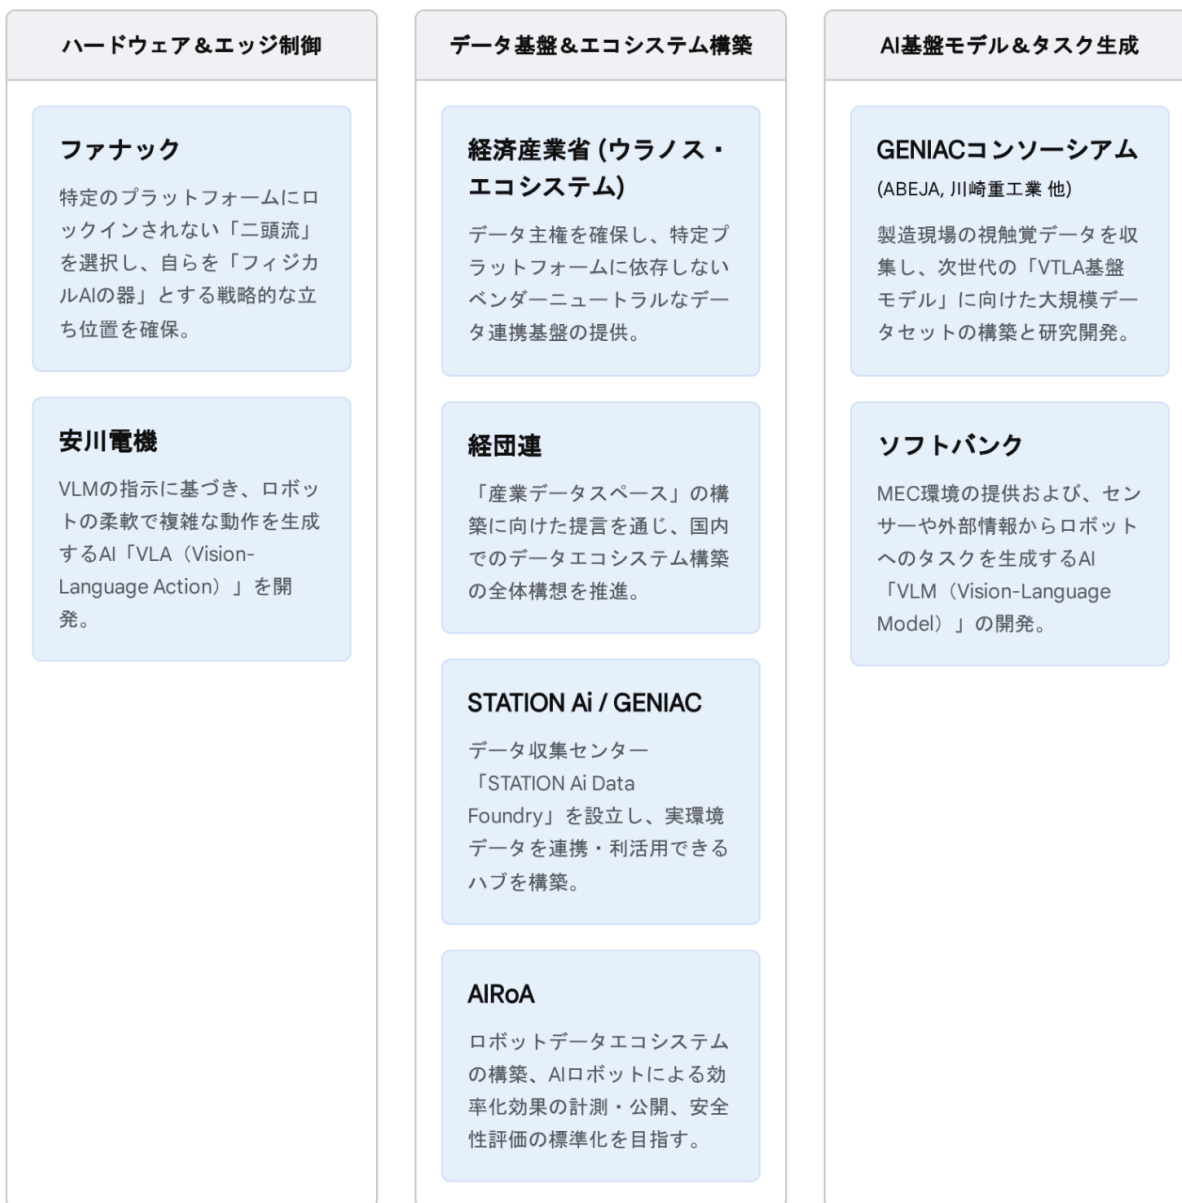 ハードウェア＆エッジ制御
ファナック
特定のプラットフォームにロ
ックインされない「二頭流」
を選択し、自らを「フィジカ
ルAIの器」とする戦略的な立
ち位置を確保。
安川電機
VLMの指示に基づき、ロボッ
トの柔軟で複雑な動作を生成
するAI「VLA（Vision-
Language Action）」を開
発。
データ基盤＆エコシステム構築
経済産業省 (ウラノス・
エコシステム)
データ主権を確保し、特定プ
ラットフォームに依存しない
ベンダーニュートラルなデー
タ連携基盤の提供。
経団連
「産業データスペース」の構
築に向けた提言を通じ、国内
でのデータエコシステム構築
の全体構想を推進。
STATION Ai / GENIAC
データ収集センター
「STATION Ai Data
Foundry」を設立し、実環境
データを連携・利活用できる
ハブを構築。
AIRoA
ロボットデータエコシステム
の構築、AIロボットによる効
率化効果の計測・公開、安全
性評価の標準化を目指す。
AI基盤モデル＆タスク生成
GENIACコンソーシアム
(ABEJA, 川崎重工業 他)
製造現場の視触覚データを収
集し、次世代の「VTLA基盤
モデル」に向けた大規模デー
タセットの構築と研究開発。
ソフトバンク
MEC環境の提供および、セン
サーや外部情報からロボット
へのタスクを生成するAI
「VLM（Vision-Language
Model）」の開発。